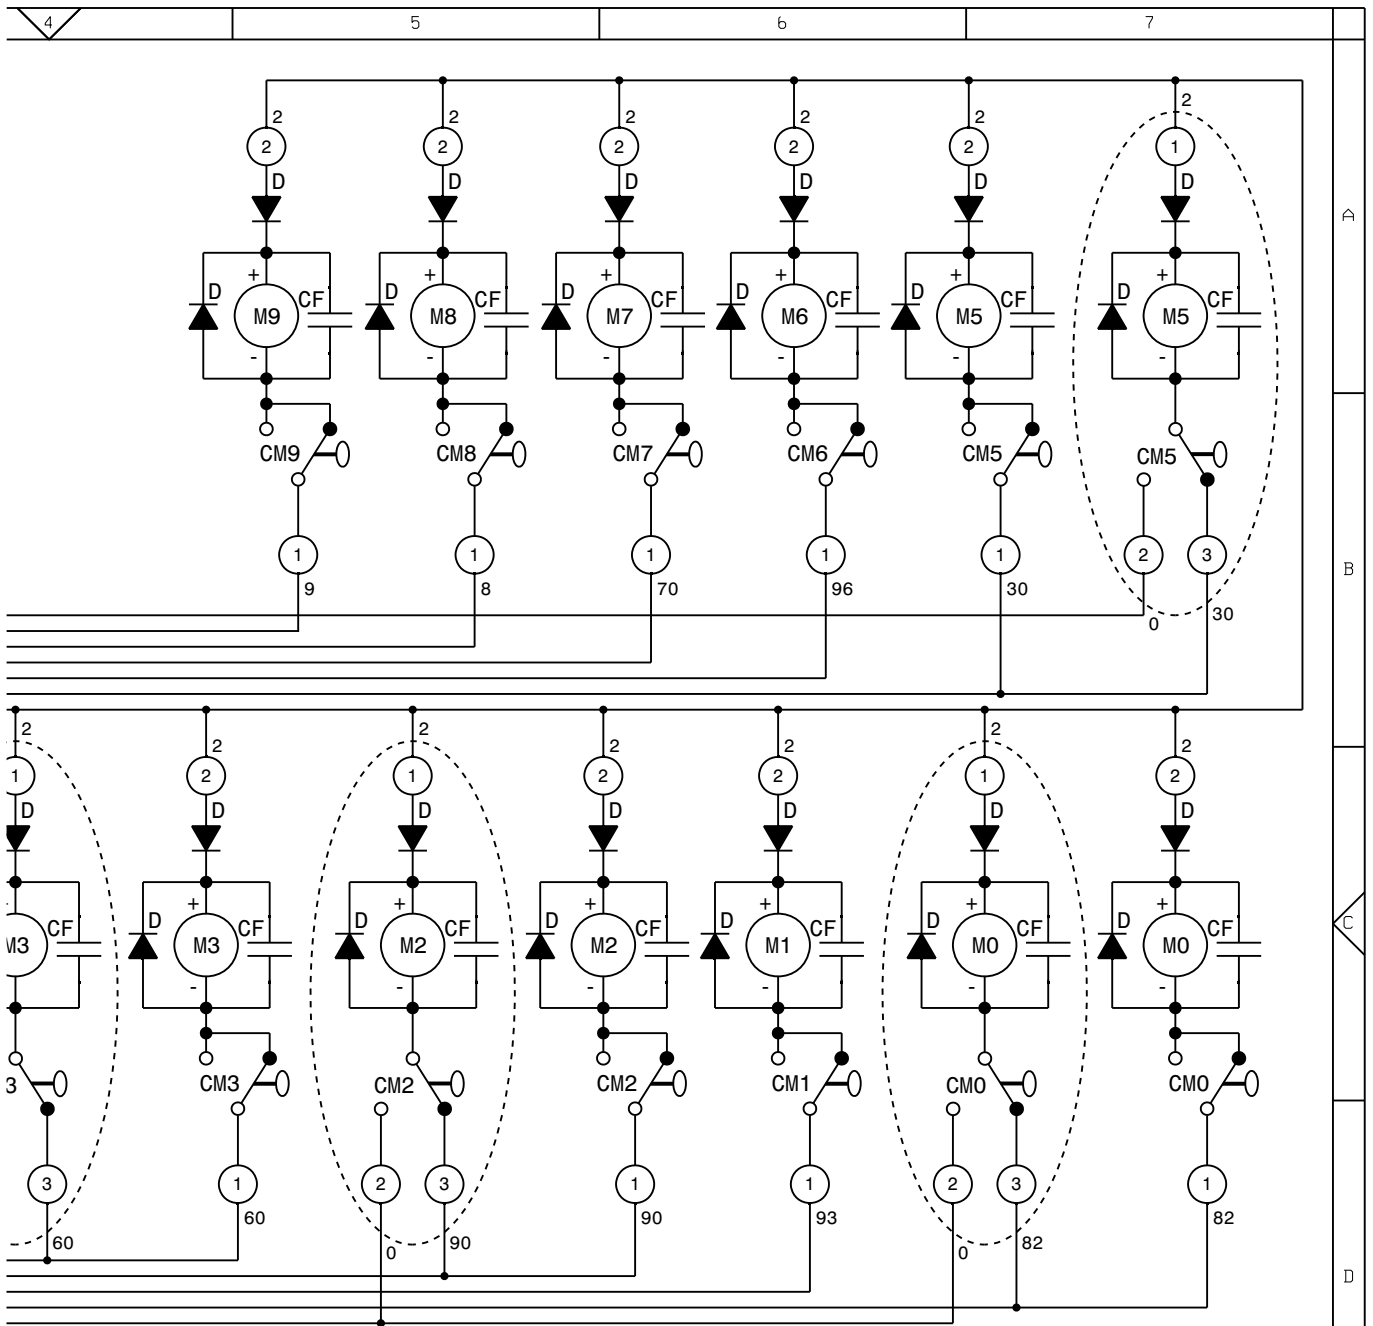 4 5 6 7
2 2 2 2 2 2
2 2 2 2 2 1
D D D D D D
A
+ + + + + +
D M9 CF D M8 CF D M7 CF D M6 CF D M5 CF D M5 CF
- - - - - -
CM9 CM8 CM7 CM6 CM5 CM5
1 1 1 1 1 2 3
B
9 8 70 96 30 0 30
2 2 2 2 2 2 2
1 2 1 2 2 1 2
D D D D D D D
+ + + + + +
M3 CF D M3 CF D M2 CF D M2 CF D M1 CF D M0 CF D M0 CF
C
- - - - - -
3 CM3 CM2 CM2 CM1 CM0 CM0
3 1 2 3 1 1 2 3 1
60 60 0 90 90 93 0 82 82
D